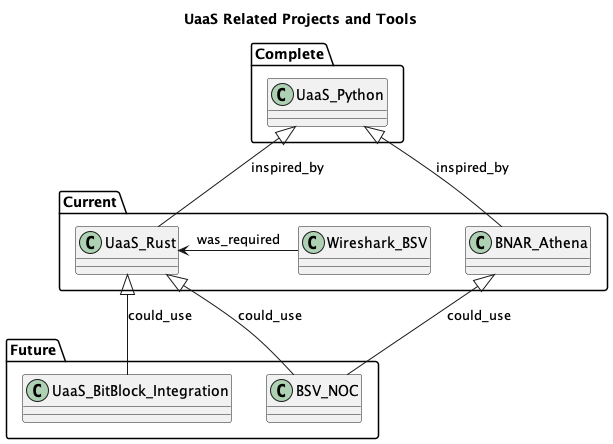 UaaS Related Projects and Tools
Complete
C UaaS_Python
inspired_by
inspired_by
Current
C UaaS_Rust
was_required
C Wireshark_BSV
C BNAR_Athena
could_use
could_use
could_use
Future
C UaaS_BitBlock_Integration
C BSV_NOC